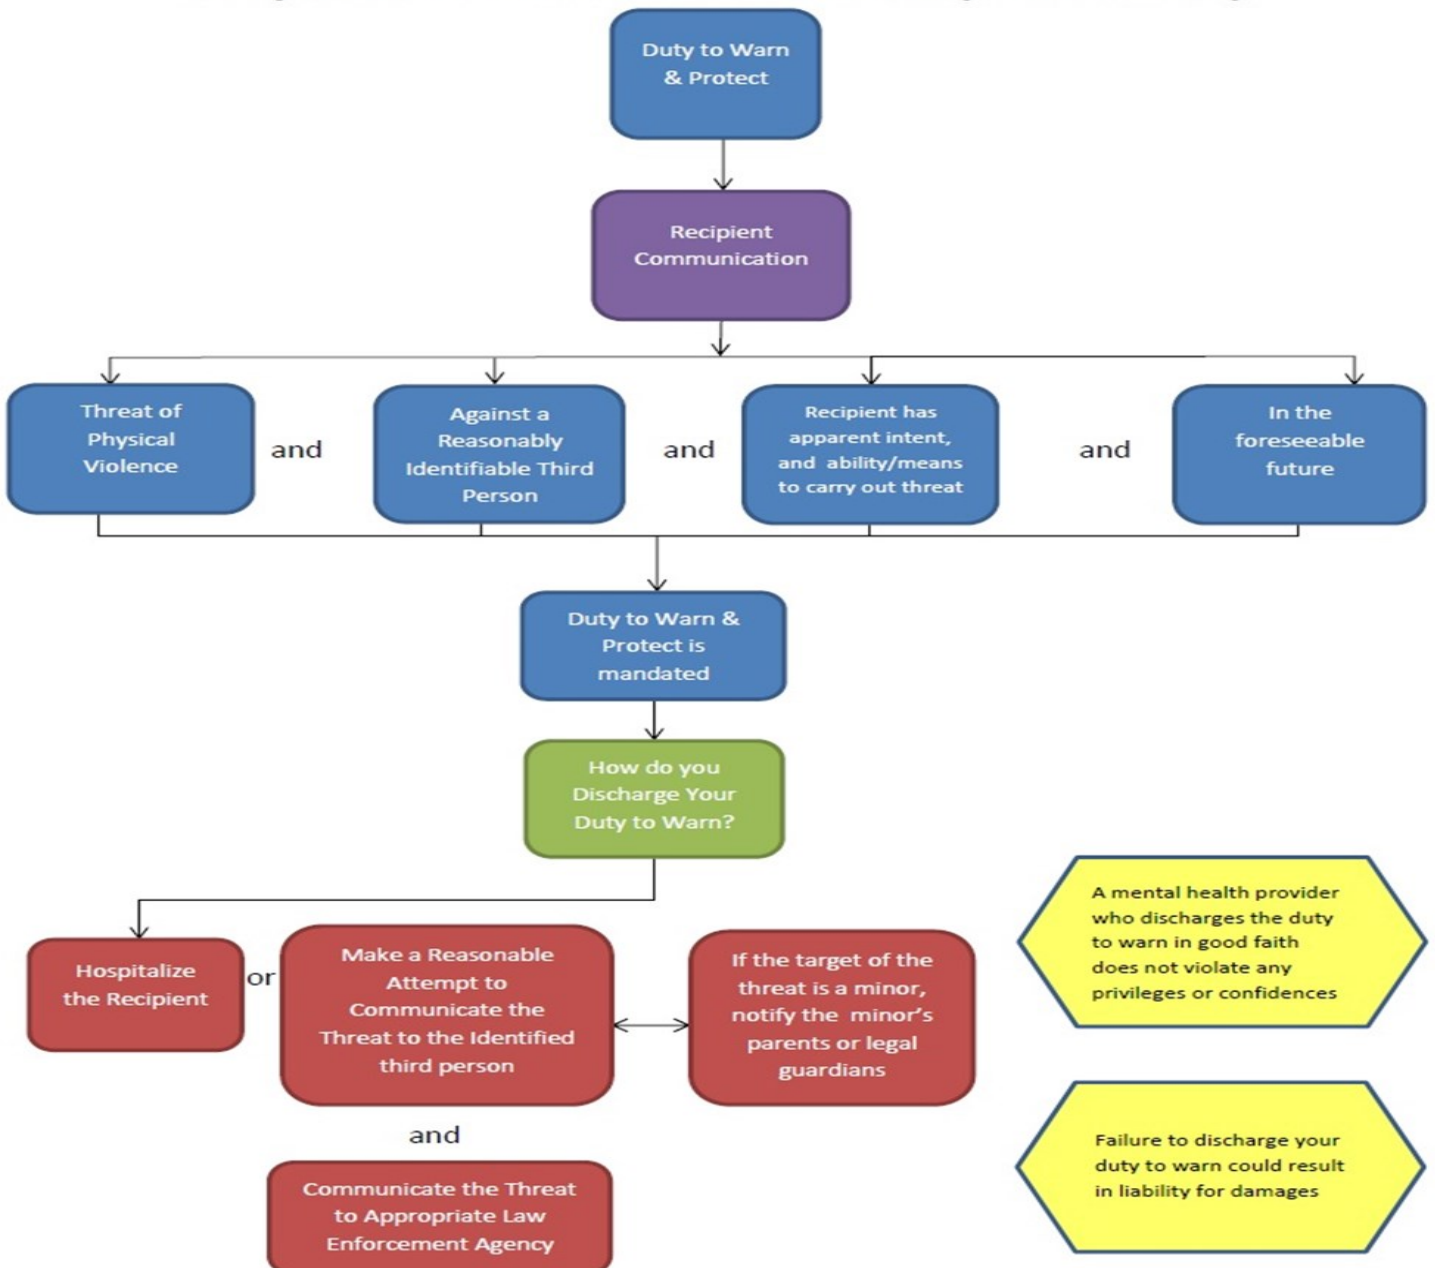 Duty to Warn
& Protect
Recipient
Communication
Threat of
Physical
Violence
and
Against a
Reasonably
Identifiable Third
Person
and
Recipient has
apparent intent,
and ability/means
to carry out threat
and
In the
foreseeable
future
Duty to Warn &
Protect is
mandated
How do you
Discharge Your
Duty to Warn?
Hospitalize
the Recipient
or
Make a Reasonable
Attempt to
Communicate the
Threat to the Identified
third person
If the target of the
threat is a minor,
notify the minor's
parents or legal
guardians
and
Communicate the Threat
to Appropriate Law
Enforcement Agency
A mental health provider
who discharges the duty
to warn in good faith
does not violate any
privileges or confidences
Failure to discharge your
duty to warn could result
in liability for damages